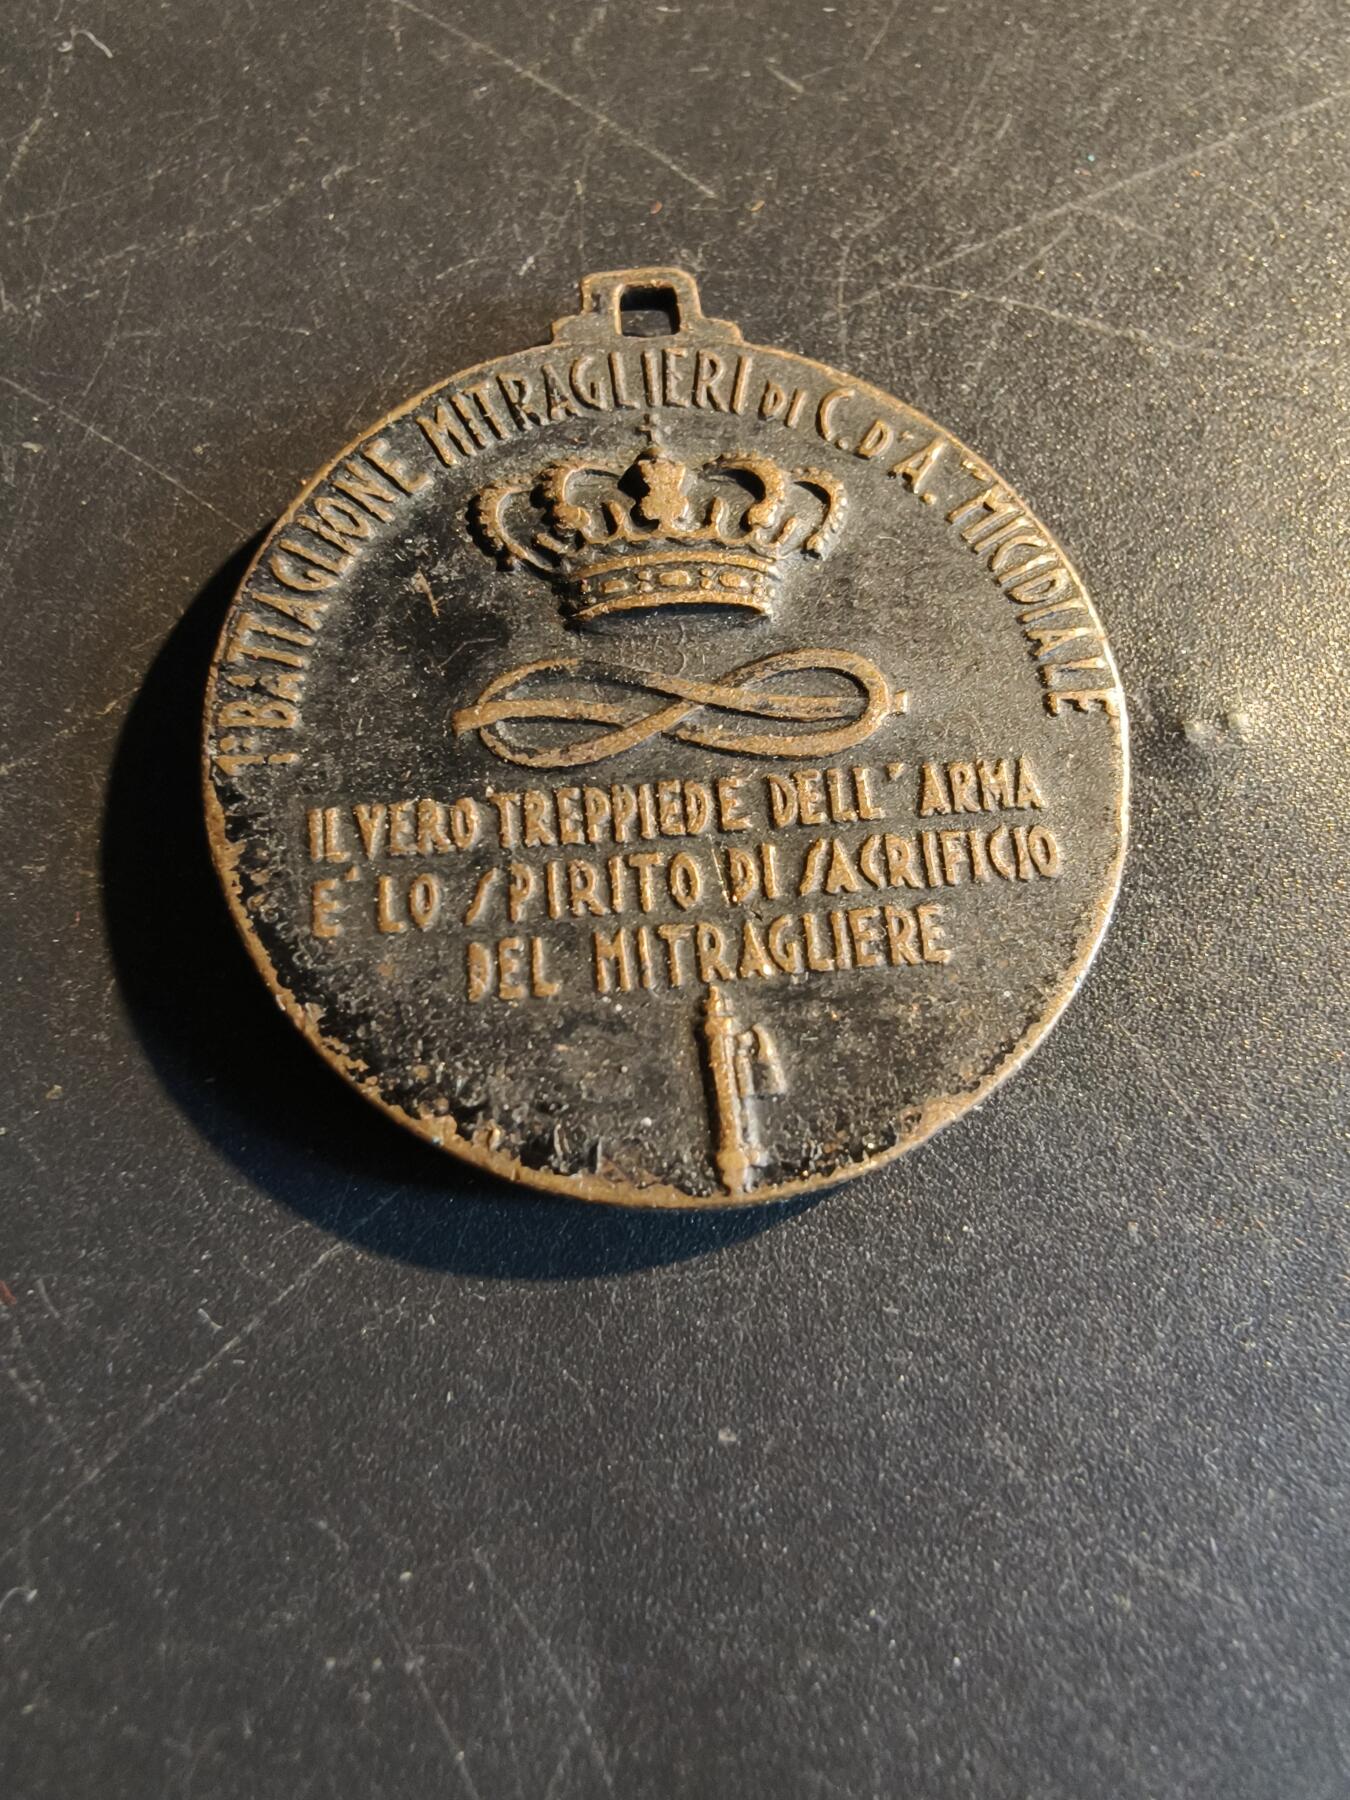 1° BATTAGLIONE MITRAGLIERI DI C. D'A. "MICIDIALE"
IL VERO TREPPIEDE DELL' ARMA
E' LO SPIRITO DI SACRIFICIO
DEL MITRAGLIERE